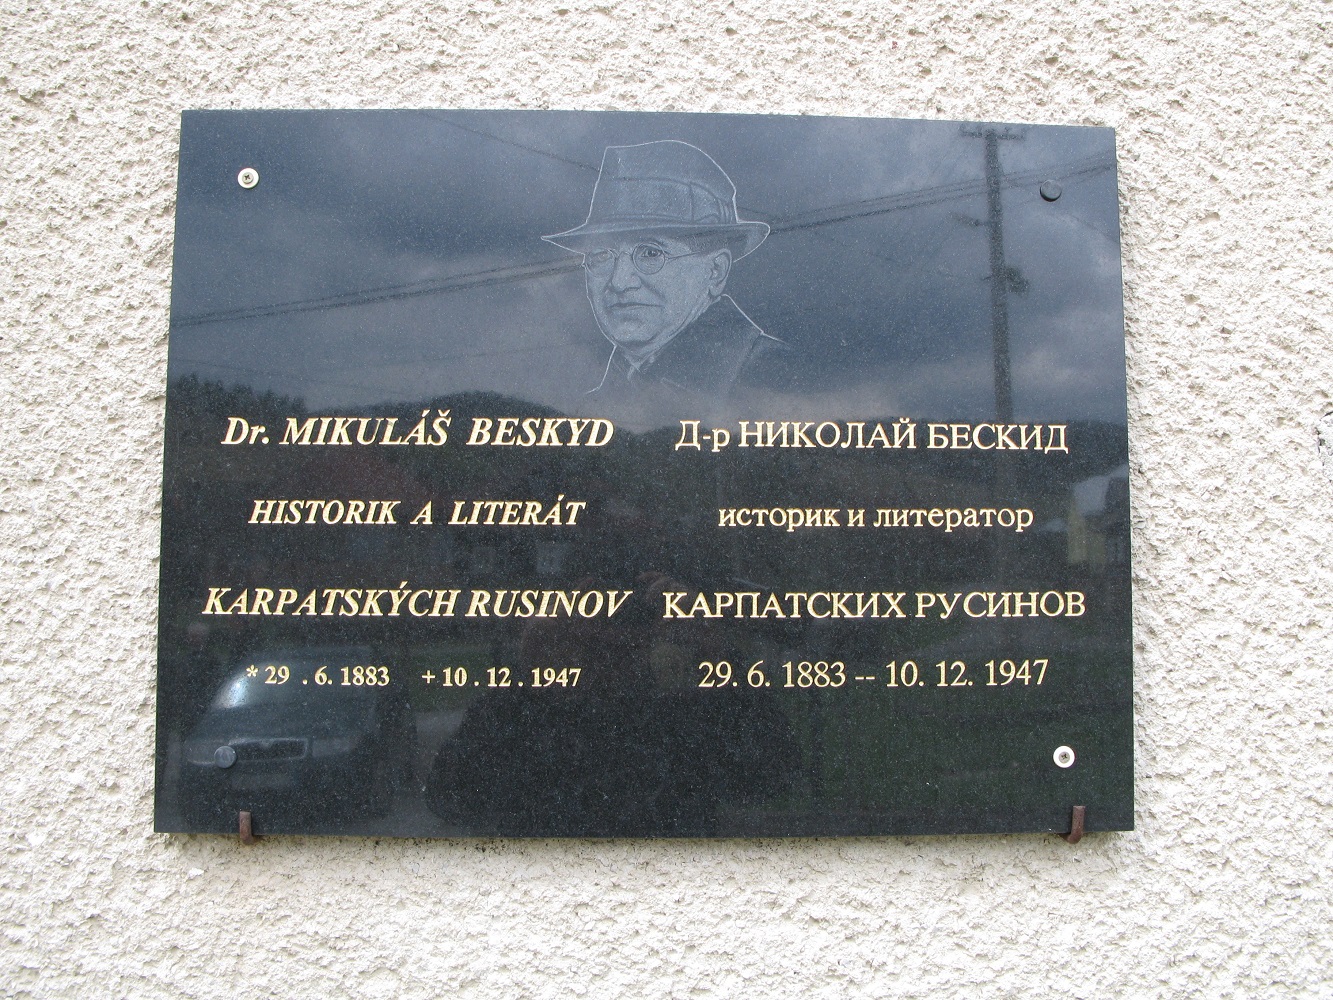 Dr. MIKULÁŠ BESKYD
HISTORIK A LITERÁT
KARPATSKÝCH RUSINOV
* 29 . 6. 1883 + 10 . 12 . 1947
Д-р НИКОЛАЙ БЕСКИД
историк и литератор
КАРПАТСКИХ РУСИНОВ
29. 6. 1883 -- 10. 12. 1947